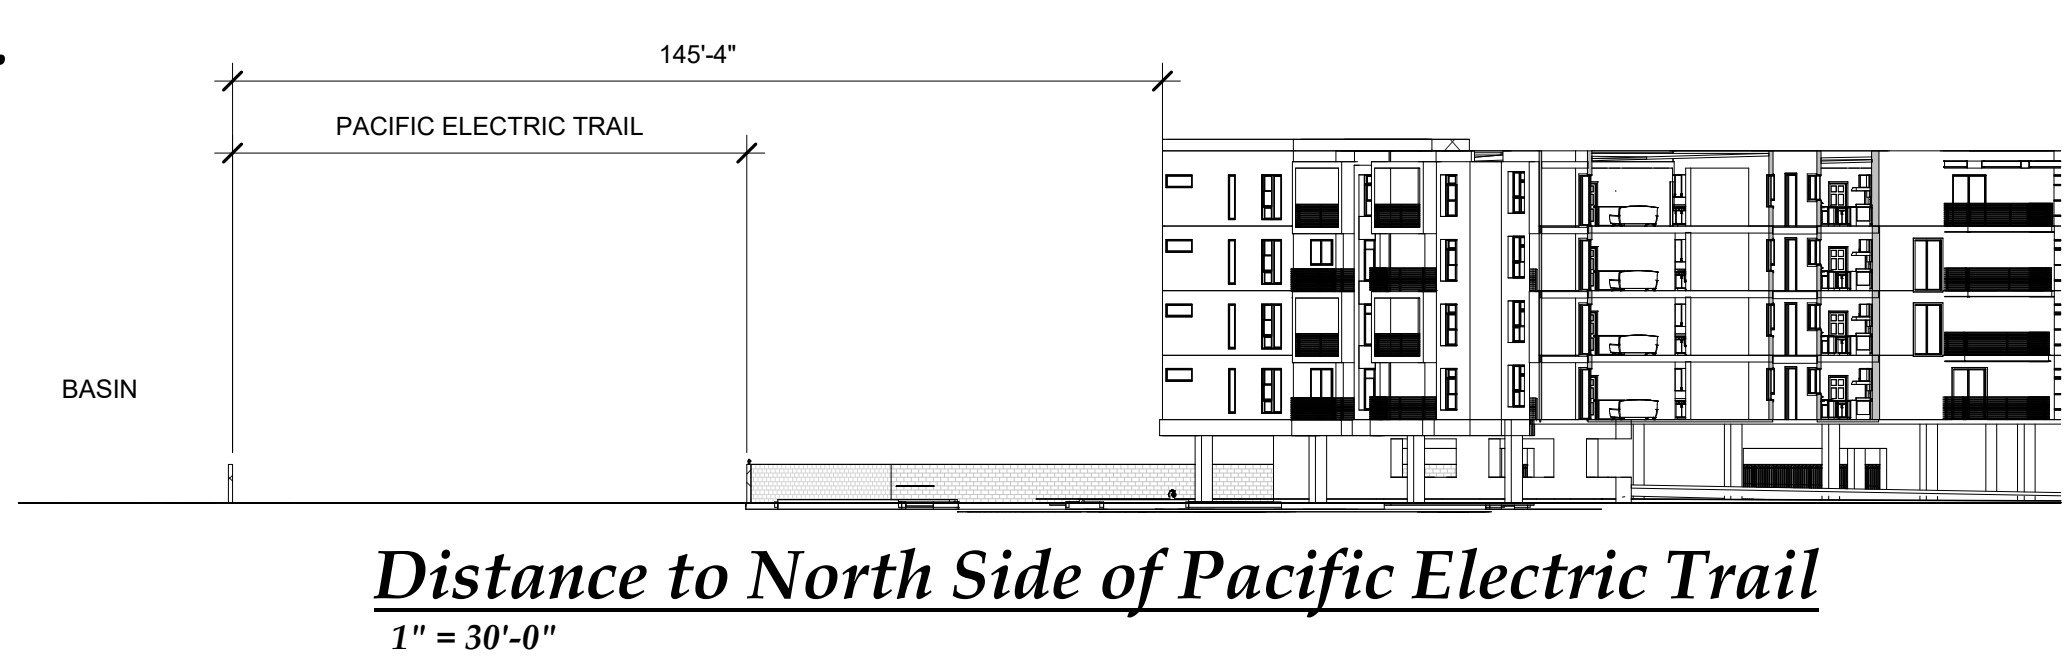 145'-4"
PACIFIC ELECTRIC TRAIL
BASIN
Distance to North Side of Pacific Electric Trail
1" = 30'-0"